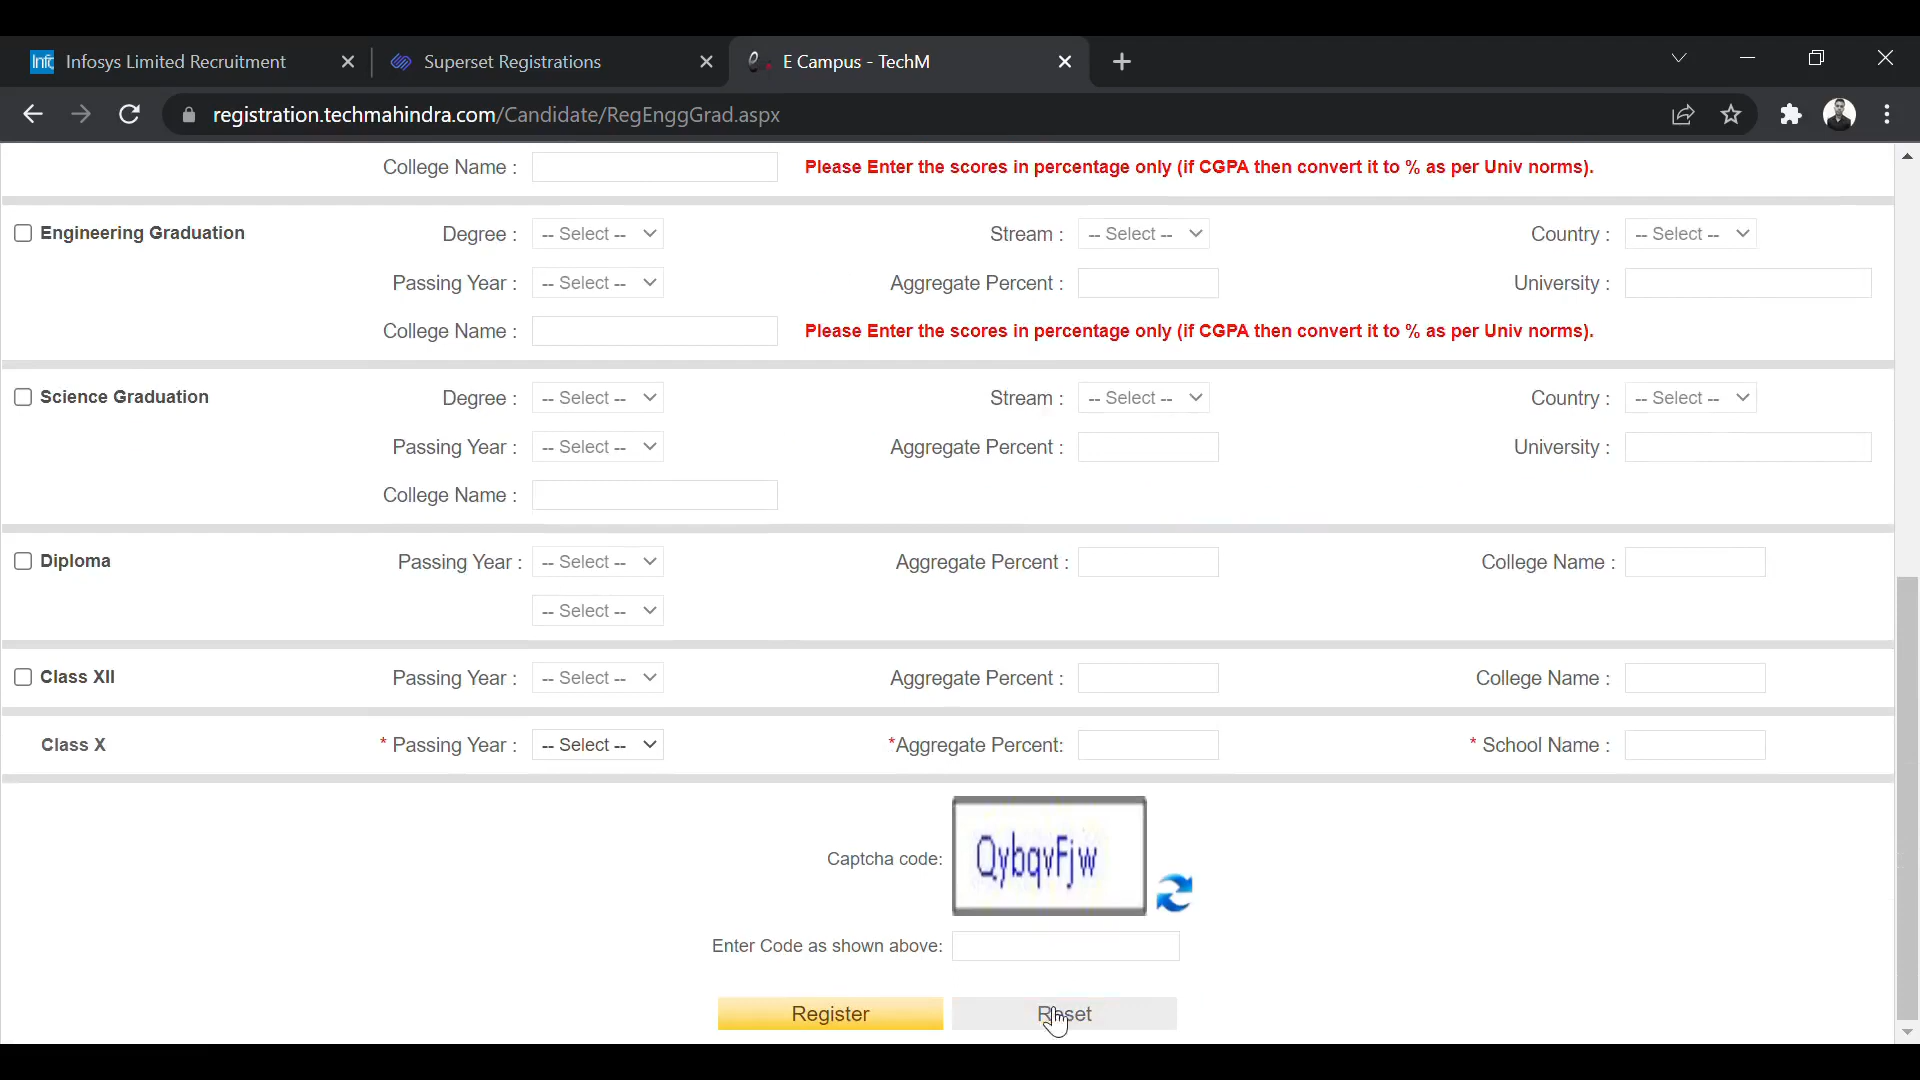 Infosys Limited Recruitment Superset Registrations E Campus - TechM
registration.techmahindra.com/Candidate/RegEnggGrad.aspx
College Name : Please Enter the scores in percentage only (if CGPA then convert it to % as per Univ norms).
Engineering Graduation Degree : -- Select -- Stream : -- Select -- Country : -- Select --
Passing Year : -- Select -- Aggregate Percent : University :
College Name : Please Enter the scores in percentage only (if CGPA then convert it to % as per Univ norms).
Science Graduation Degree : -- Select -- Stream : -- Select -- Country : -- Select --
Passing Year : -- Select -- Aggregate Percent : University :
College Name :
Diploma Passing Year : -- Select -- Aggregate Percent : College Name :
-- Select --
Class XII Passing Year : -- Select -- Aggregate Percent : College Name :
Class X * Passing Year : -- Select -- *Aggregate Percent: * School Name :
Captcha code: QybqvFjw
Enter Code as shown above:
Register Reset